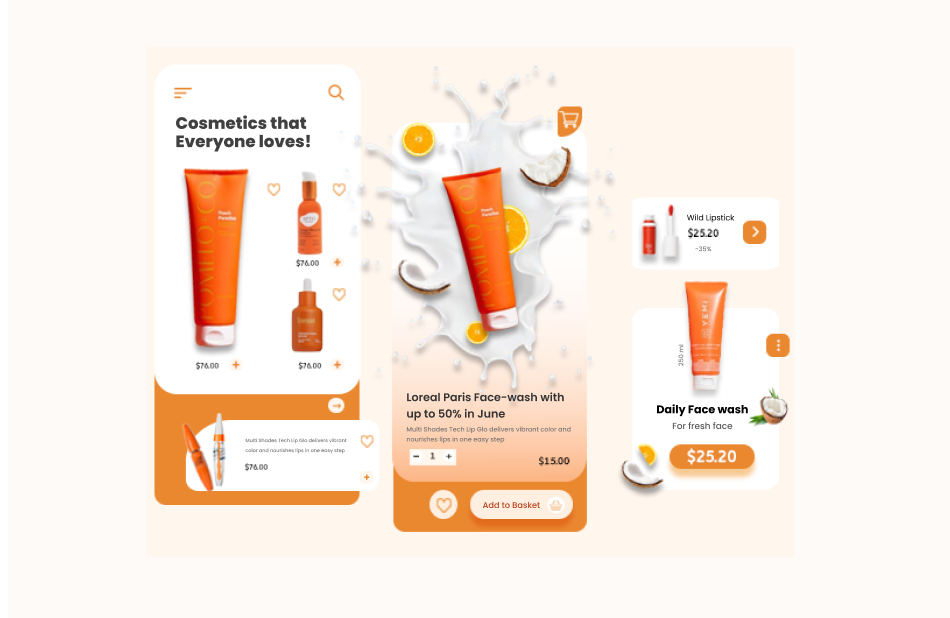 Cosmetics that
Everyone loves!
$76.00
$76.00
$76.00
Multi Shades Tech Lip Glo delivers vibrant
color and nourishes lips in one easy step
$76.00
Peach
Paradise
Loreal Paris Face-wash with
up to 50% in June
Multi Shades Tech Lip Glo delivers vibrant color and
nourishes lips in one easy step
1
$15.00
Add to Basket
Wild Lipstick
$25.20
-35%
YEMI
250 ml
Daily Face wash
For fresh face
$25.20